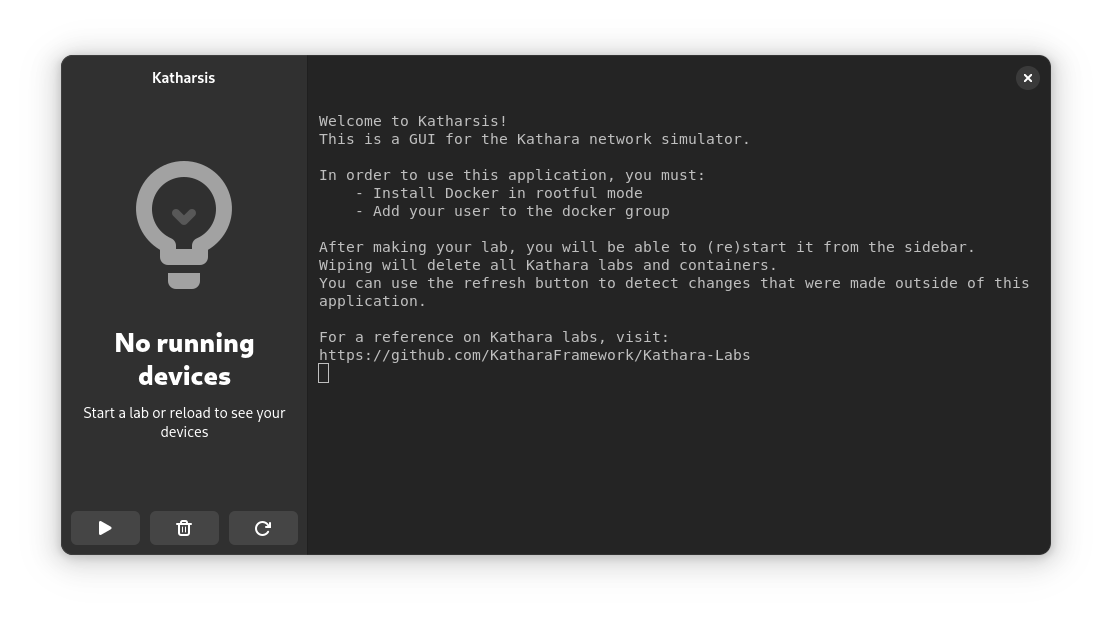 Katharsis
No running
devices
Start a lab or reload to see your
devices
Welcome to Katharsis!
This is a GUI for the Kathara network simulator.
In order to use this application, you must:
- Install Docker in rootful mode
- Add your user to the docker group
After making your lab, you will be able to (re)start it from the sidebar.
Wiping will delete all Kathara labs and containers.
You can use the refresh button to detect changes that were made outside of this
application.
For a reference on Kathara labs, visit:
https://github.com/KatharaFramework/Kathara-Labs